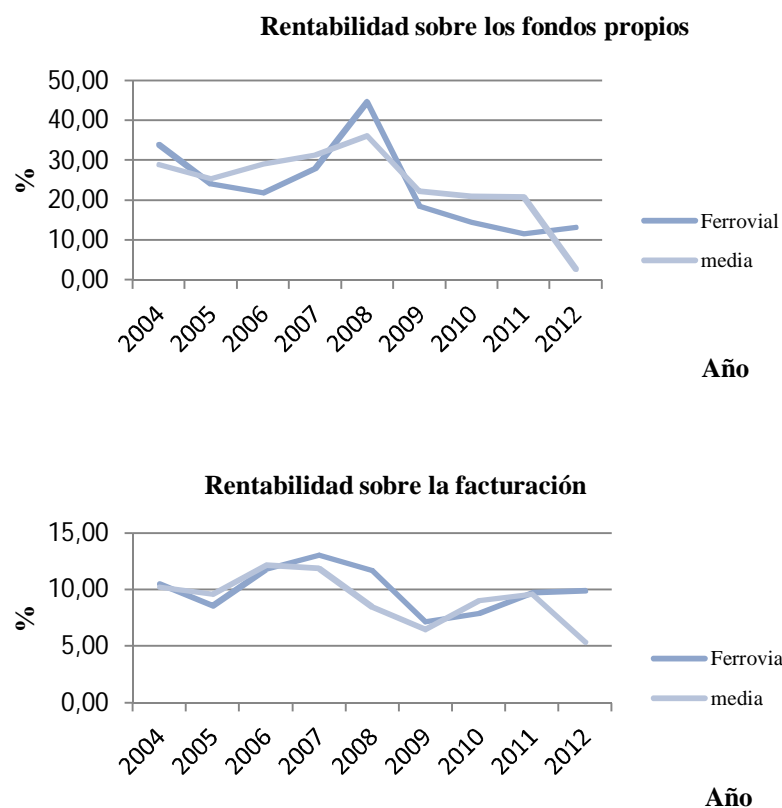 Rentabilidad sobre los fondos propios
50,00
40,00
30,00
20,00
10,00
0,00
%
2004 2005 2006 2007 2008 2009 2010 2011 2012
Ferrovial
media
Año
Rentabilidad sobre la facturación
15,00
10,00
5,00
0,00
%
2004 2005 2006 2007 2008 2009 2010 2011 2012
Ferrovia
media
Año